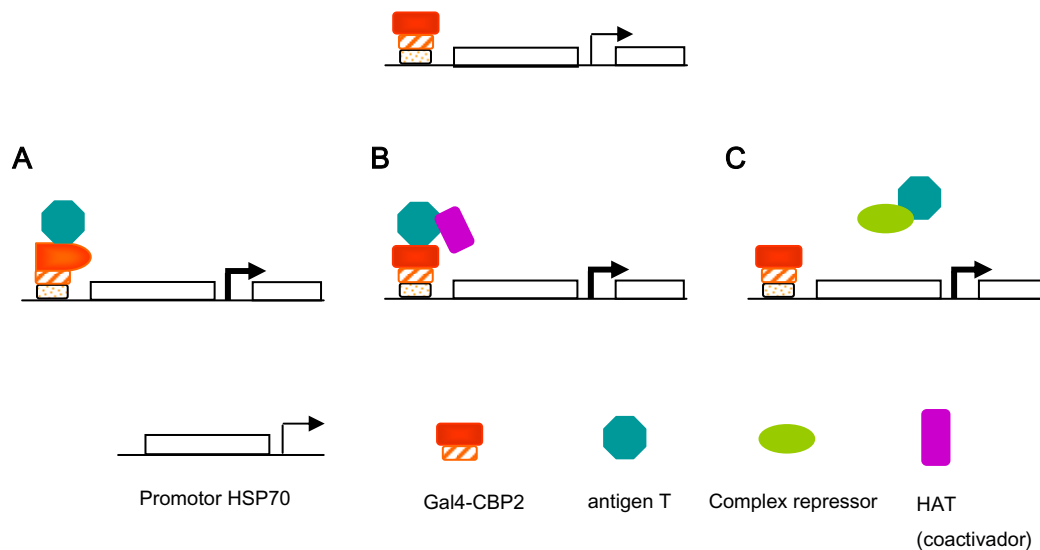 A
B
C
Promotor HSP70
Gal4-CBP2
antigen T
Complex repressor
HAT
(coactivador)